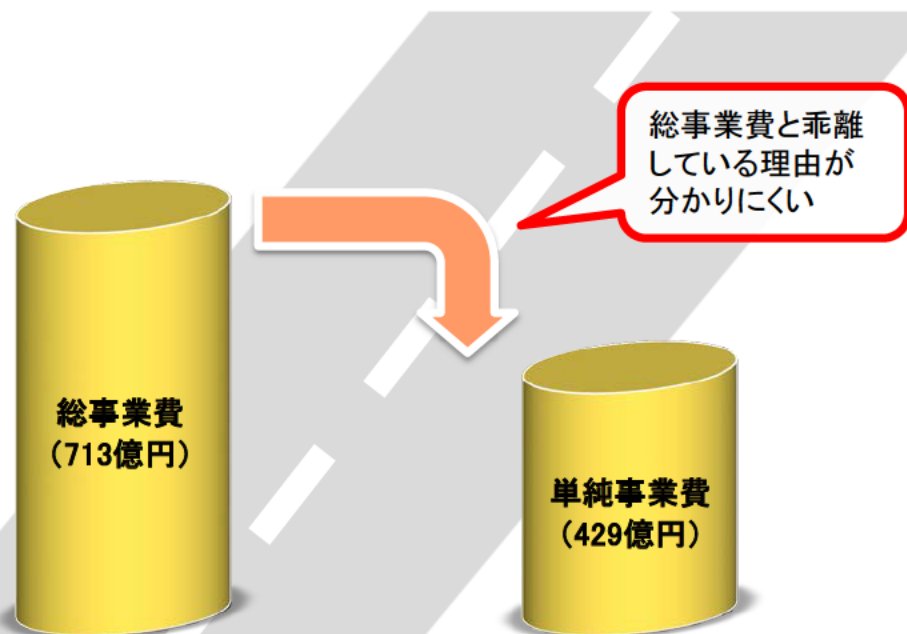 総事業費と乖離
している理由が
分かりにくい
総事業費
(713億円)
単純事業費
(429億円)